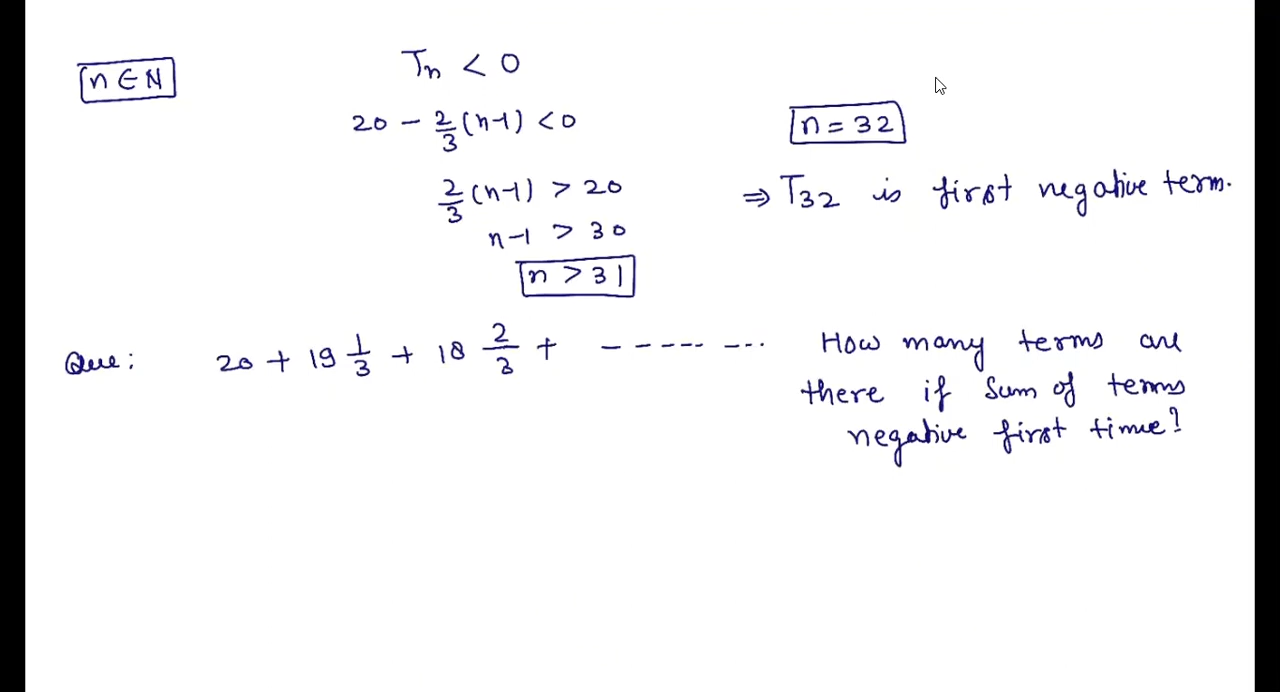 n ∈ N
Tn < 0
20 - 2/3 (n-1) < 0
2/3 (n-1) > 20
n-1 > 30
n > 31
n = 32
⇒ T32 is first negative term.
Que: 20 + 19 1/3 + 18 2/3 + - - - - - - - - How many terms are
there if sum of terms
negative first time?